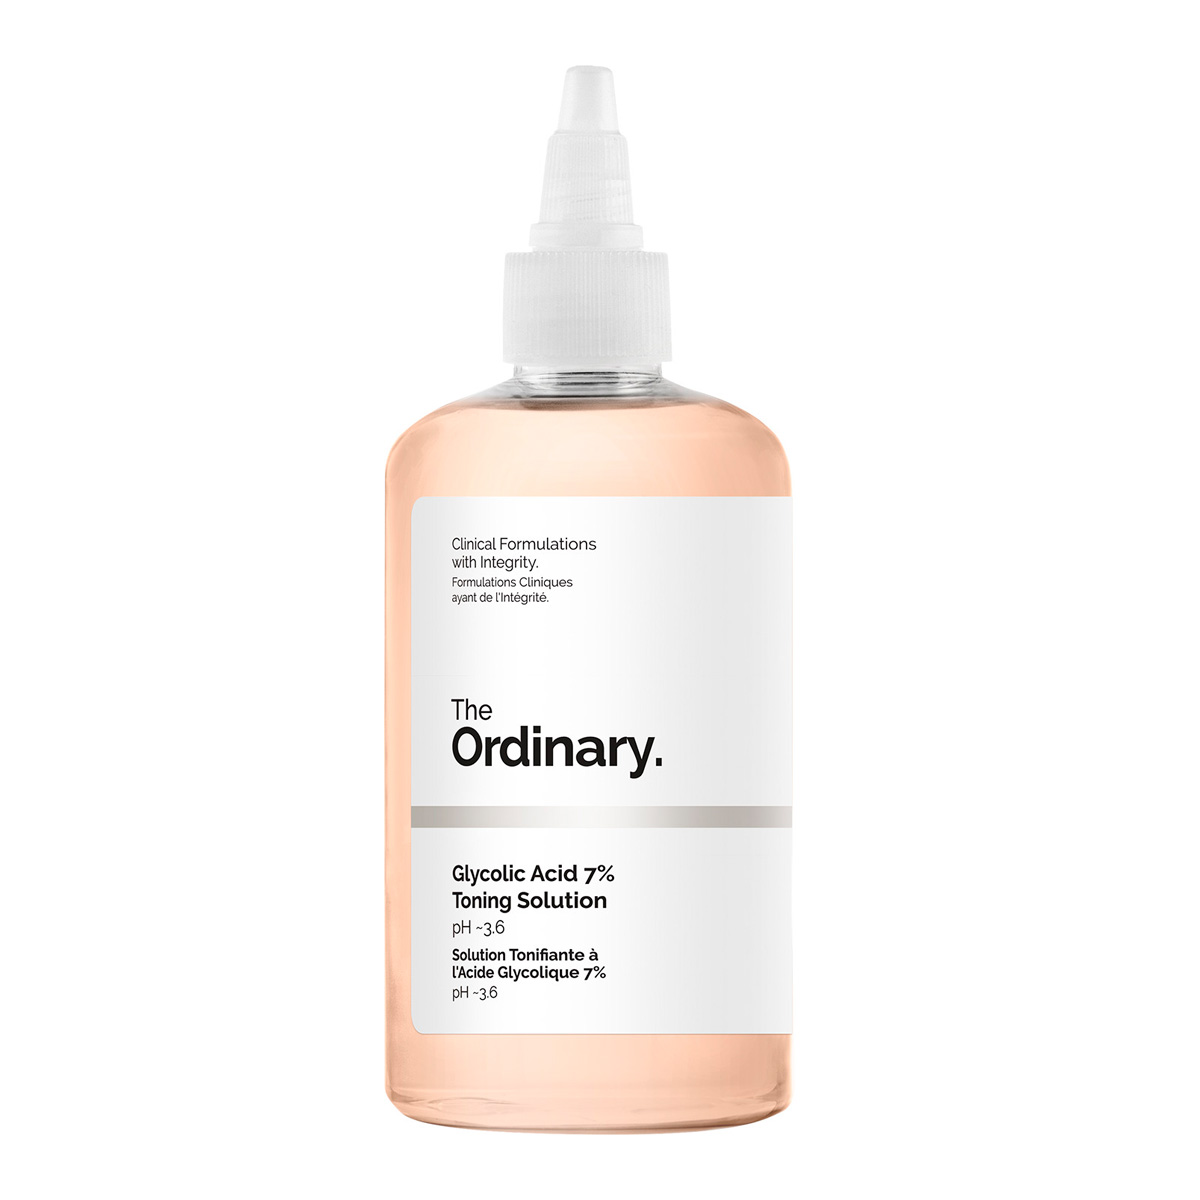 Clinical Formulations
with Integrity.
Formulations Cliniques
ayant de l'Intégrité.
The
Ordinary.
Glycolic Acid 7%
Toning Solution
pH ~3.6
Solution Tonifiante à
l'Acide Glycolique 7%
pH ~3.6